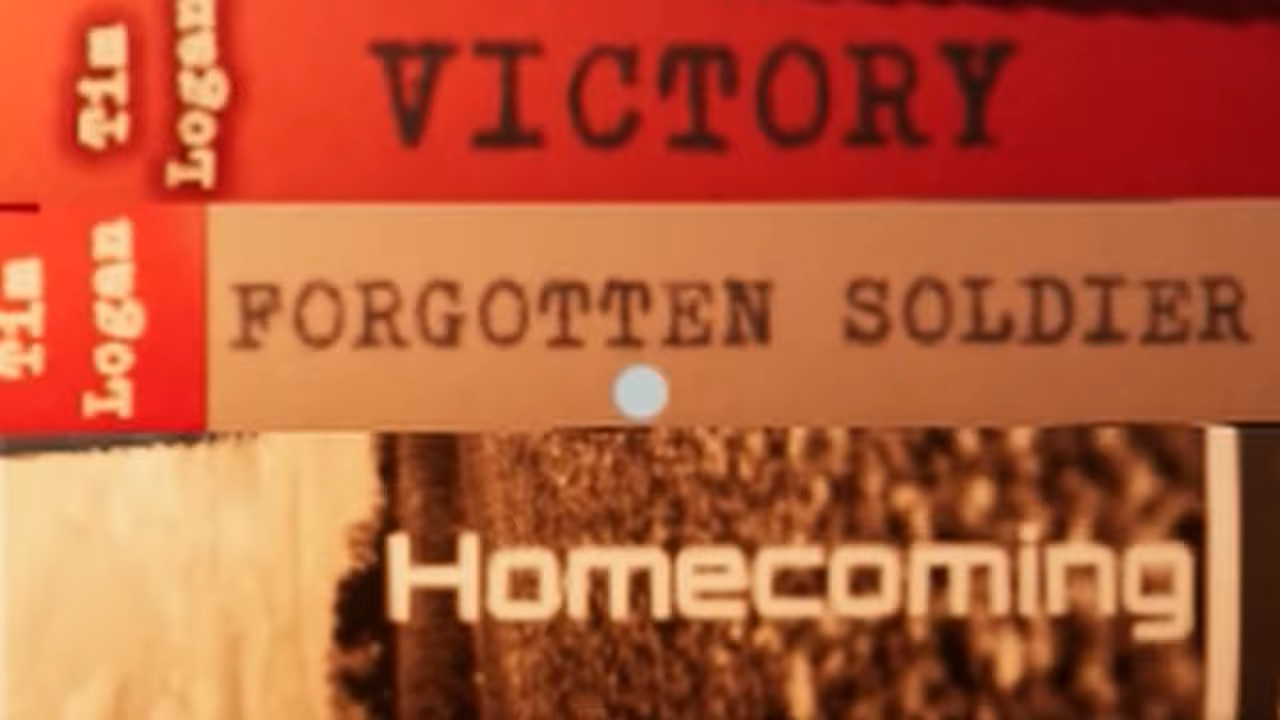 Tim
Logan
VICTORY
Tim
Logan
FORGOTTEN SOLDIER
Homecoming